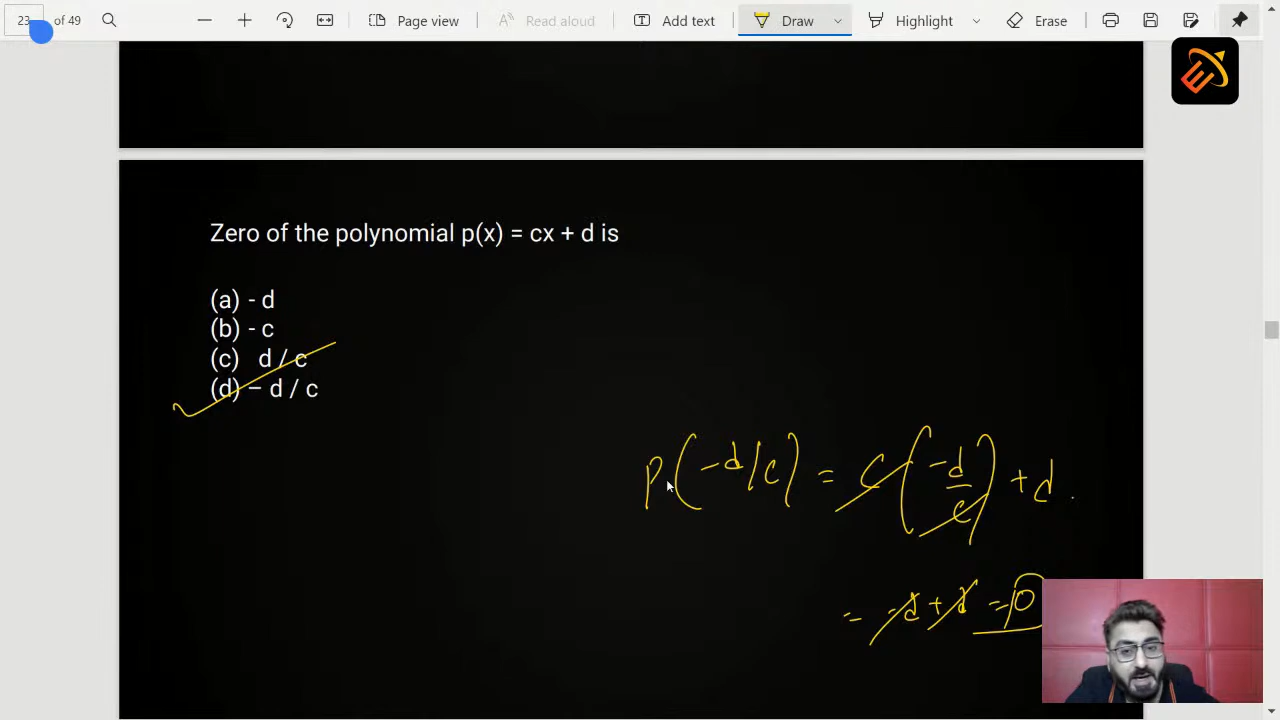 23 of 49 Page view Read aloud Add text Draw Highlight Erase
Zero of the polynomial p(x) = cx + d is
(a) - d
(b) - c
(c) d / c
(d) – d / c
P(-d/c) = c(-d/c) + d.
= -d + d = 0